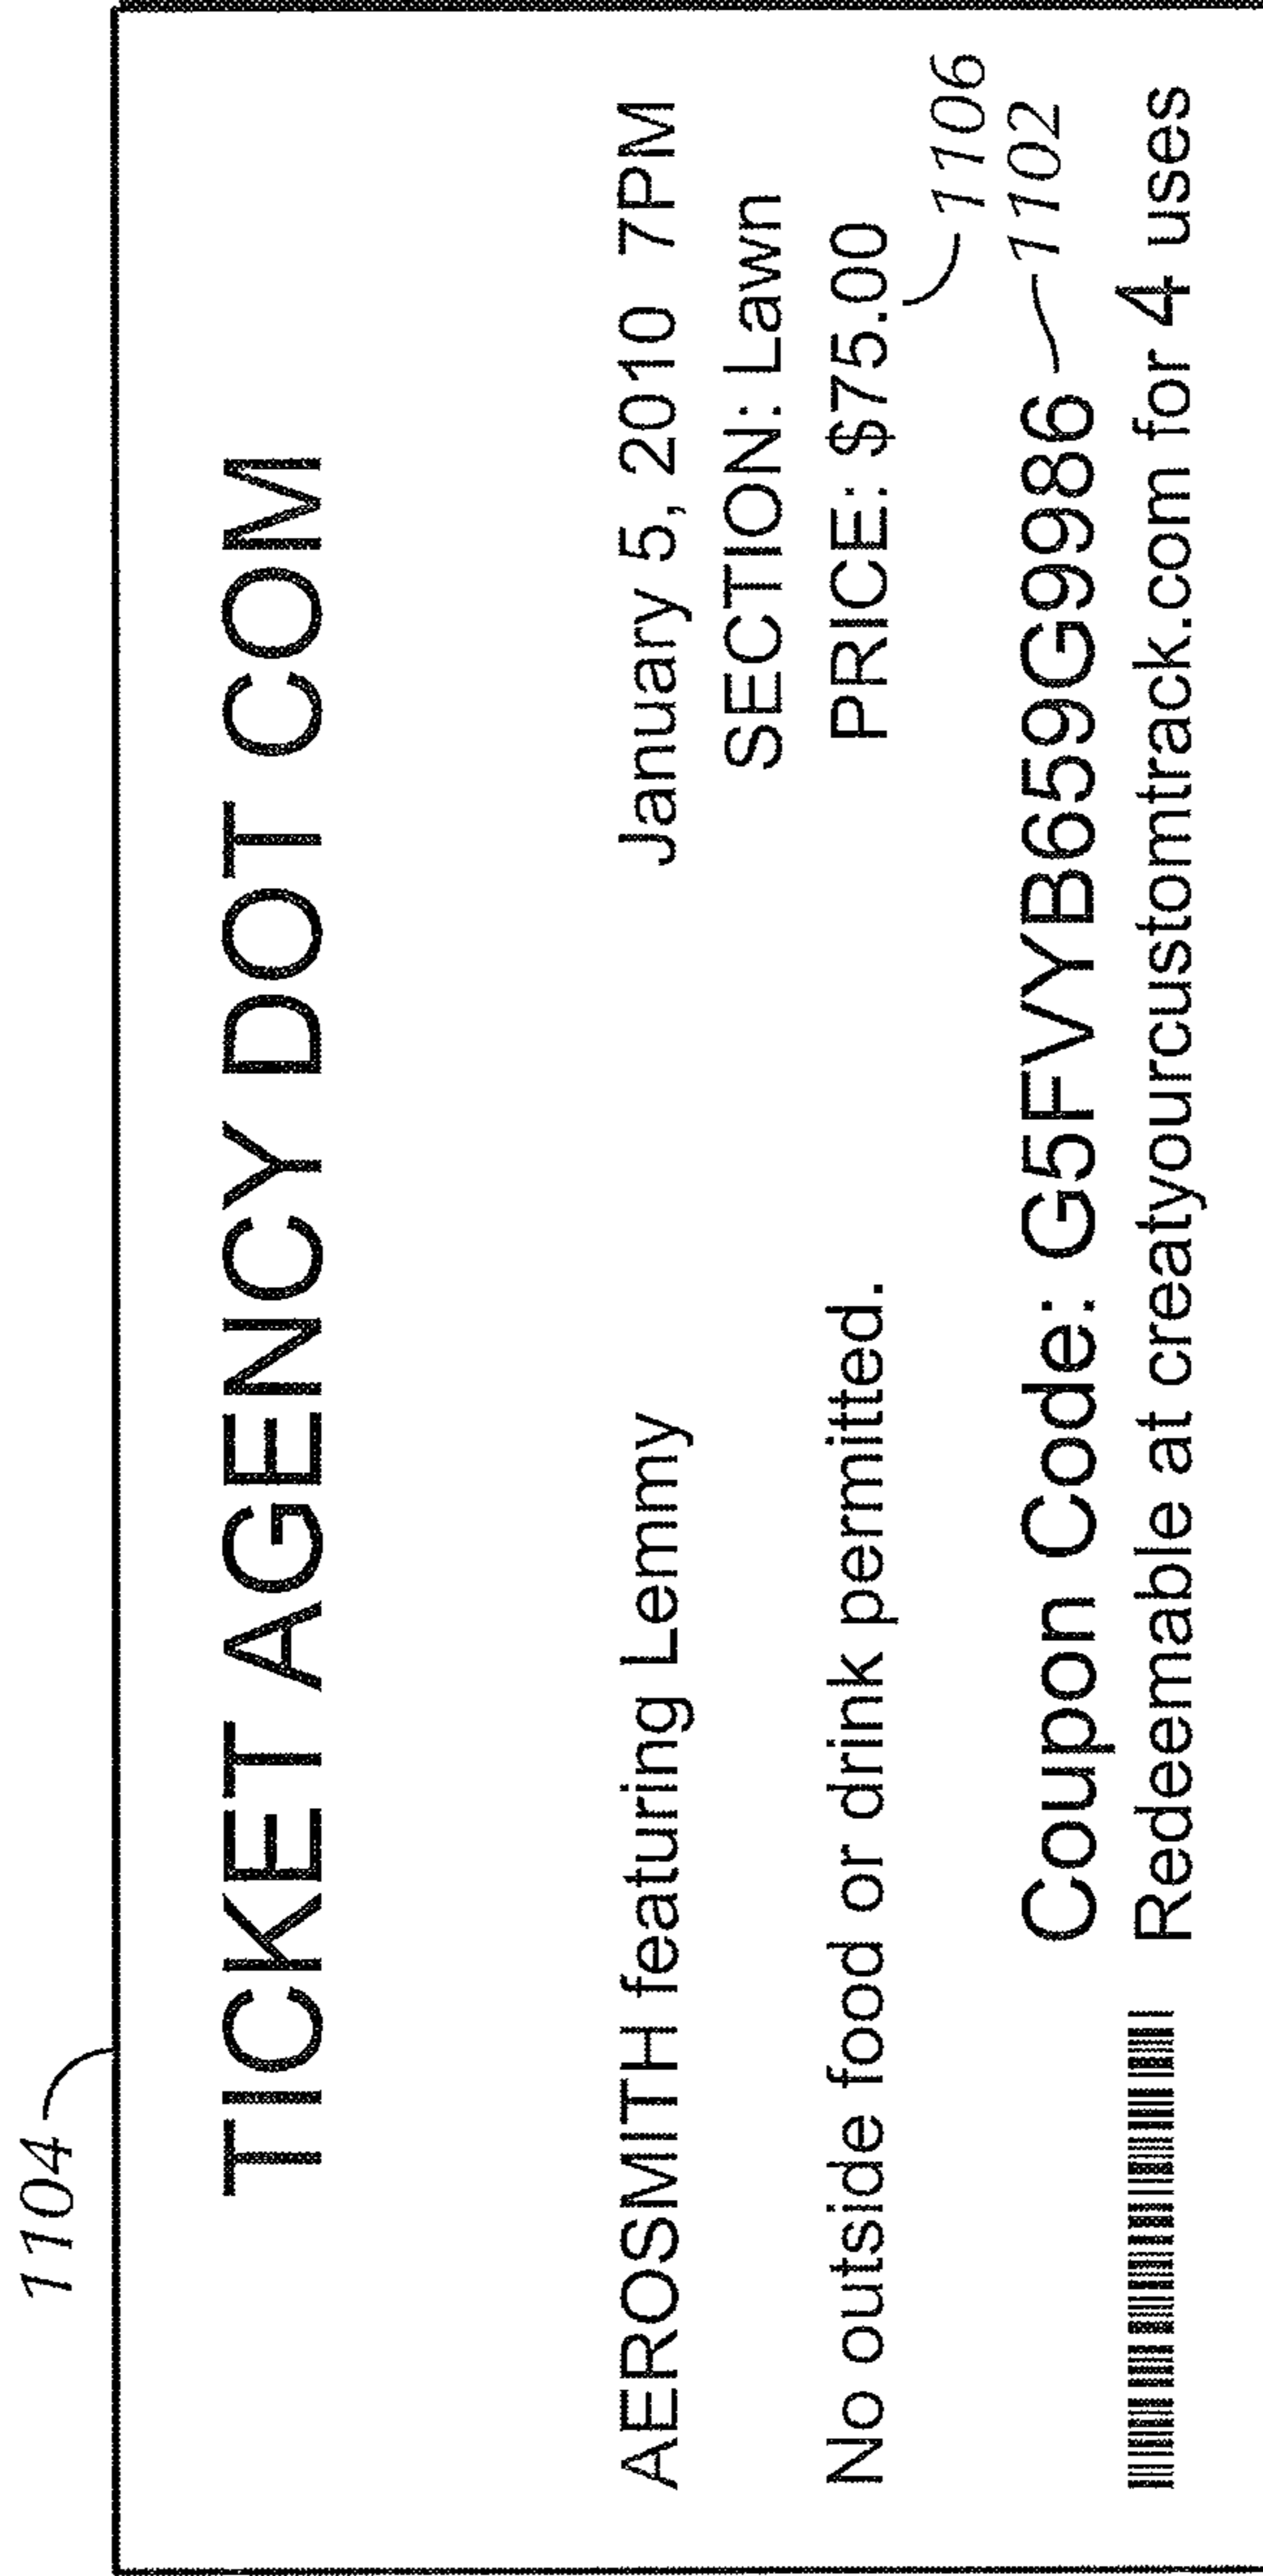 1104
TICKET AGENCY DOT COM
AEROSMITH featuring Lemmy January 5, 2010 7PM
SECTION: Lawn
No outside food or drink permitted. PRICE: $75.00
1106
Coupon Code: G5FVYB659G9986 1102
Redeemable at creatyourcustomtrack.com for 4 uses